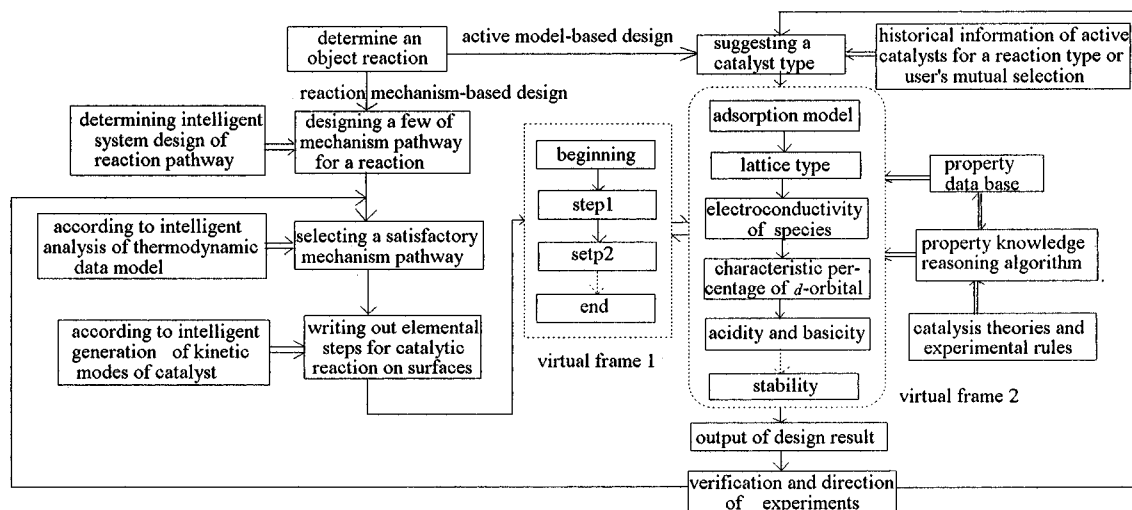 determine an
object reaction
active model-based design
suggesting a
catalyst type
historical information of active
catalysts for a reaction type or
user's mutual selection
reaction mechanism-based design
determining intelligent
system design of
reaction pathway
designing a few of
mechanism pathway
for a reaction
according to intelligent
analysis of thermodynamic
data model
selecting a satisfactory
mechanism pathway
according to intelligent
generation of kinetic
modes of catalyst
writing out elemental
steps for catalytic
reaction on surfaces
beginning
step1
setp2
end
virtual frame 1
adsorption model
lattice type
electroconductivity
of species
characteristic per-
centage of d-orbital
acidity and basicity
stability
virtual frame 2
property
data base
property knowledge
reasoning algorithm
catalysis theories and
experimental rules
output of design result
verification and direction
of experiments